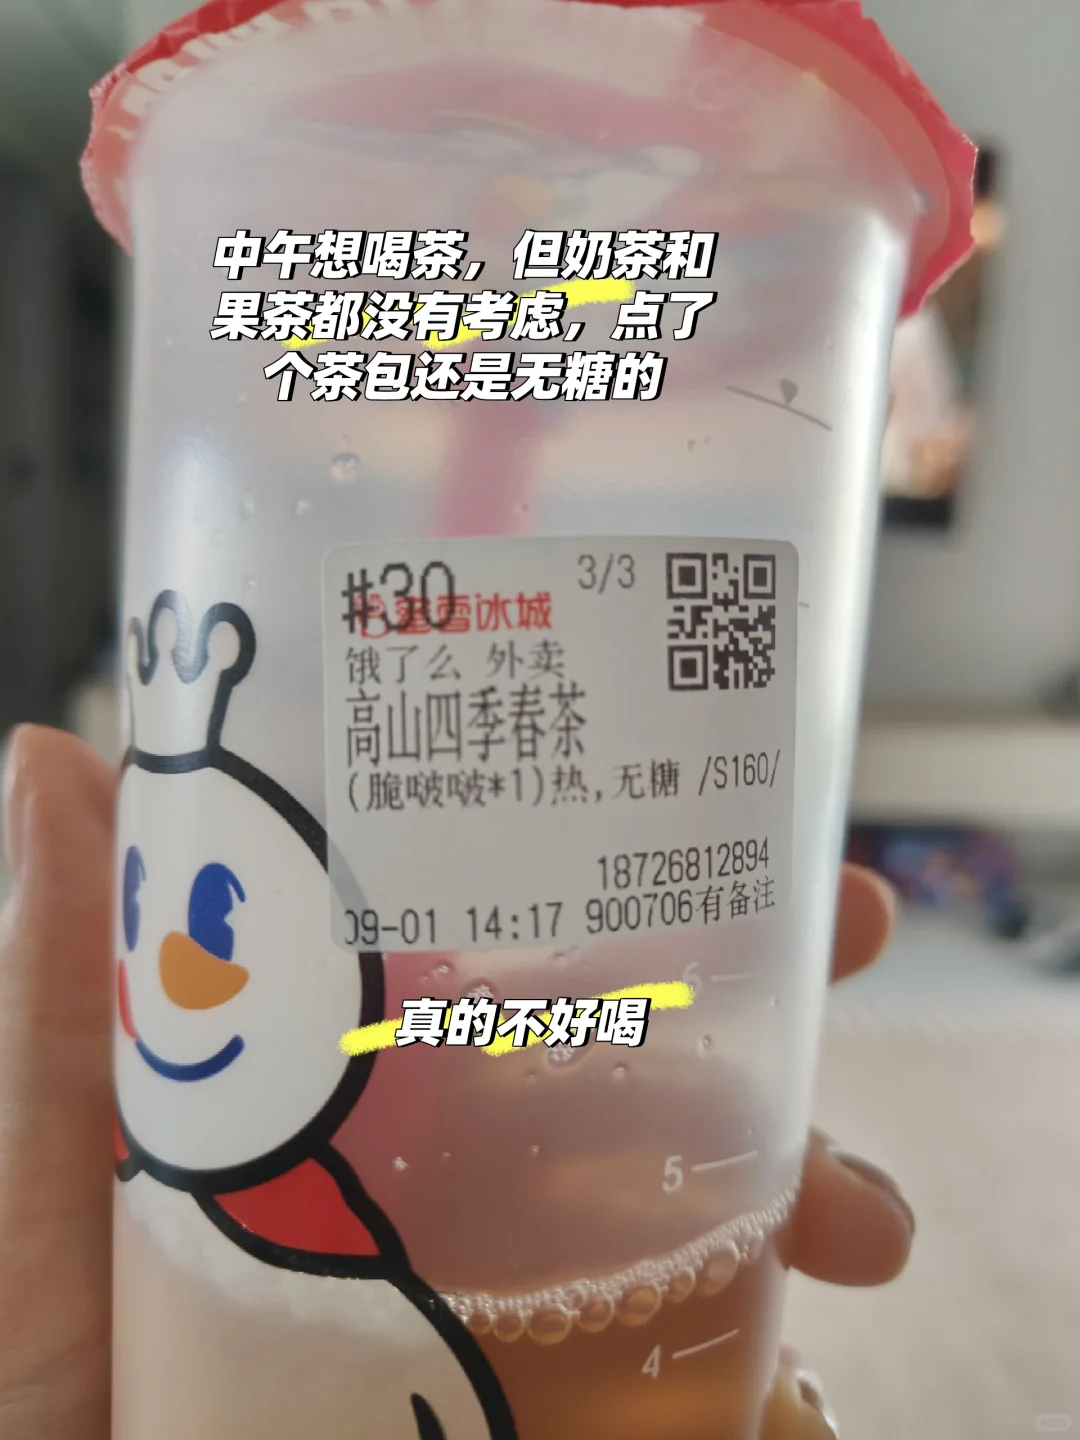 中午想喝茶，但奶茶和
果茶都没有考虑，点了
个茶包还是无糖的
#30
3/3
蜜雪冰城
饿了么 外卖
高山四季春茶
(脆啵啵*1)热,无糖 /S160/
18726812894
09-01 14:17 900706有备注
6
真的不好喝
5
4